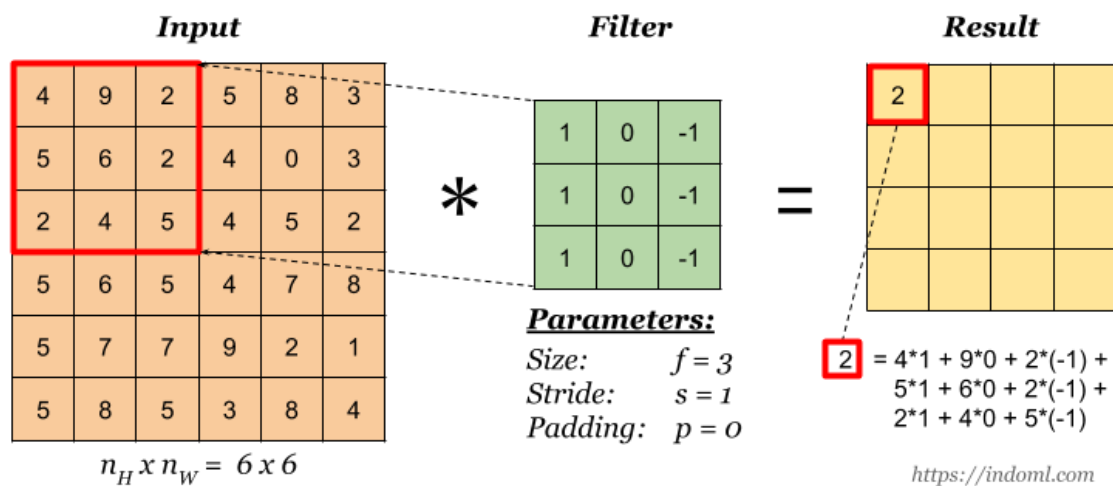 Input
Filter
Result
4 9 2 5 8 3
5 6 2 4 0 3
2 4 5 4 5 2
5 6 5 4 7 8
5 7 7 9 2 1
5 8 5 3 8 4
n_H x n_W = 6 x 6
*
1 0 -1
1 0 -1
1 0 -1
Parameters:
Size: f = 3
Stride: s = 1
Padding: p = 0
=
2
2 = 4*1 + 9*0 + 2*(-1) +
5*1 + 6*0 + 2*(-1) +
2*1 + 4*0 + 5*(-1)
https://indoml.com